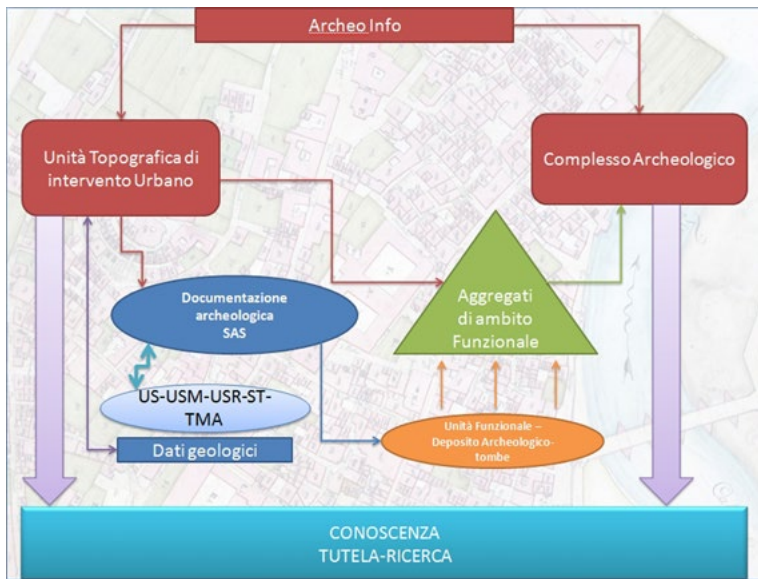 Archeo Info
Unità Topografica di
intervento Urbano
Complesso Archeologico
Documentazione
archeologica
SAS
Aggregati
di ambito
Funzionale
US-USM-USR-ST-
TMA
Dati geologici
Unità Funzionale –
Deposito Archeologico-
tombe
CONOSCENZA
TUTELA-RICERCA